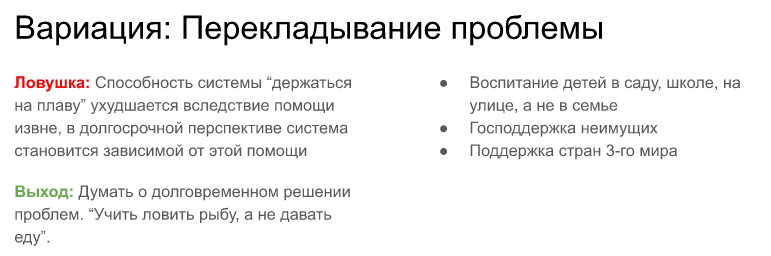 Вариация: Перекладывание проблемы
Ловушка: Способность системы “держаться
на плаву” ухудшается вследствие помощи
извне, в долгосрочной перспективе система
становится зависимой от этой помощи
Выход: Думать о долговременном решении
проблем. “Учить ловить рыбу, а не давать
еду”.
● Воспитание детей в саду, школе, на
улице, а не в семье
● Господдержка неимущих
● Поддержка стран 3-го мира